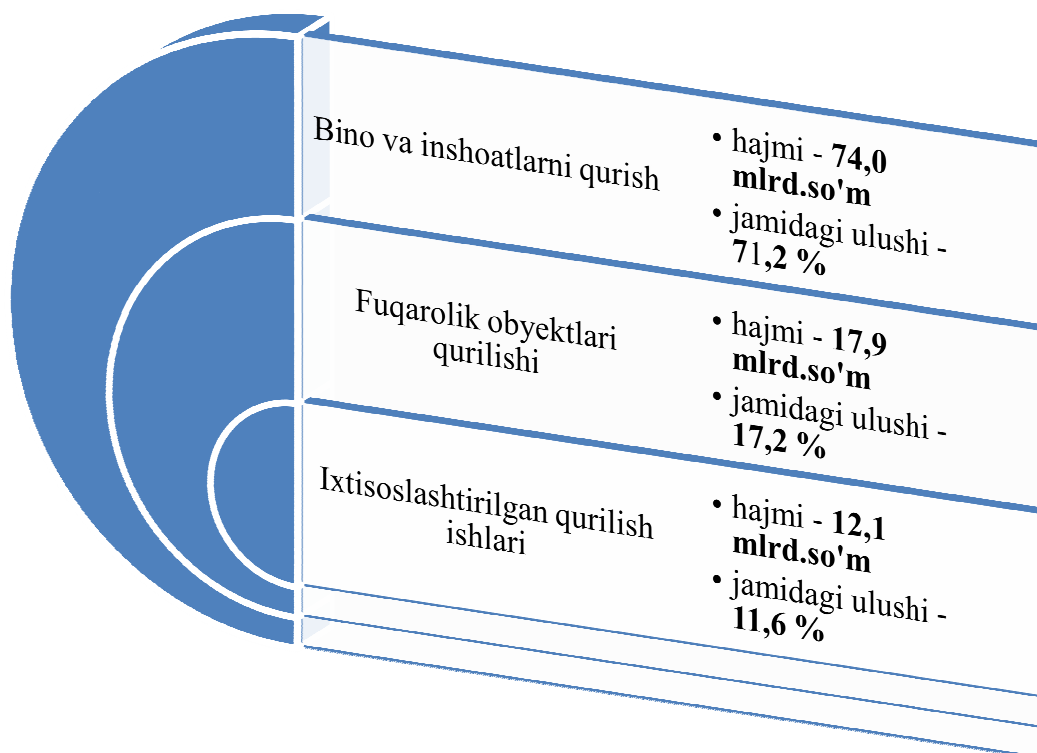 Bino va inshoatlarni qurish
• hajmi - 74,0
mlrd.so'm
• jamidagi ulushi -
71,2 %
Fuqarolik obyektlari
qurilishi
• hajmi - 17,9
mlrd.so'm
• jamidagi ulushi -
17,2 %
Ixtisoslashtirilgan qurilish
ishlari
• hajmi - 12,1
mlrd.so'm
• jamidagi ulushi -
11,6 %